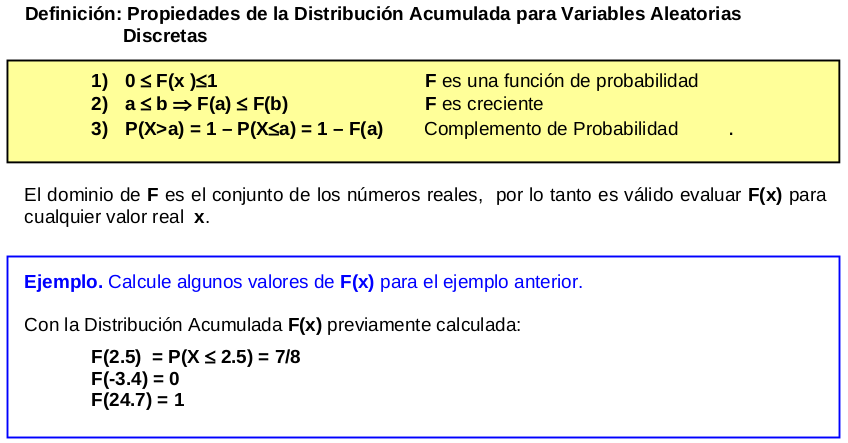 Definición: Propiedades de la Distribución Acumulada para Variables Aleatorias
Discretas
1) 0 ≤ F(x )≤1 F es una función de probabilidad
2) a ≤ b ⇒ F(a) ≤ F(b) F es creciente
3) P(X>a) = 1 – P(X≤a) = 1 – F(a) Complemento de Probabilidad .
El dominio de F es el conjunto de los números reales, por lo tanto es válido evaluar F(x) para
cualquier valor real x.
Ejemplo. Calcule algunos valores de F(x) para el ejemplo anterior.
Con la Distribución Acumulada F(x) previamente calculada:
F(2.5) = P(X ≤ 2.5) = 7/8
F(-3.4) = 0
F(24.7) = 1